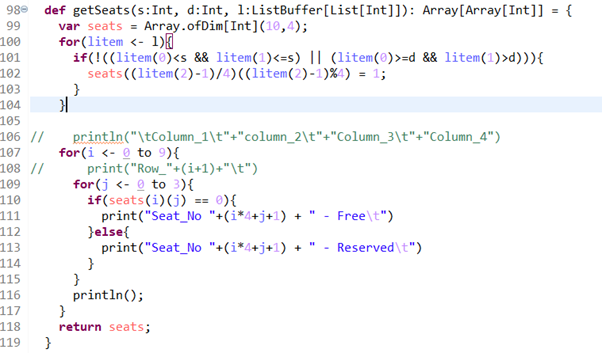 98 def getSeats(s:Int, d:Int, l:ListBuffer[List[Int]]): Array[Array[Int]] = {
99 var seats = Array.ofDim[Int](10,4);
100 for(litem <- l){
101 if(!((litem(0)<s && litem(1)<=s) || (litem(0)>=d && litem(1)>d))){
102 seats((litem(2)-1)/4)((litem(2)-1)%4) = 1;
103 }
104 }
105
106 // println("\tColumn_1\t"+"column_2\t"+"Column_3\t"+"Column_4")
107 for(i <- 0 to 9){
108 // print("Row_"+(i+1)+"\t")
109 for(j <- 0 to 3){
110 if(seats(i)(j) == 0){
111 print("Seat_No "+(i*4+j+1) + " - Free\t")
112 }else{
113 print("Seat_No "+(i*4+j+1) + " - Reserved\t")
114 }
115 }
116 println();
117 }
118 return seats;
119 }